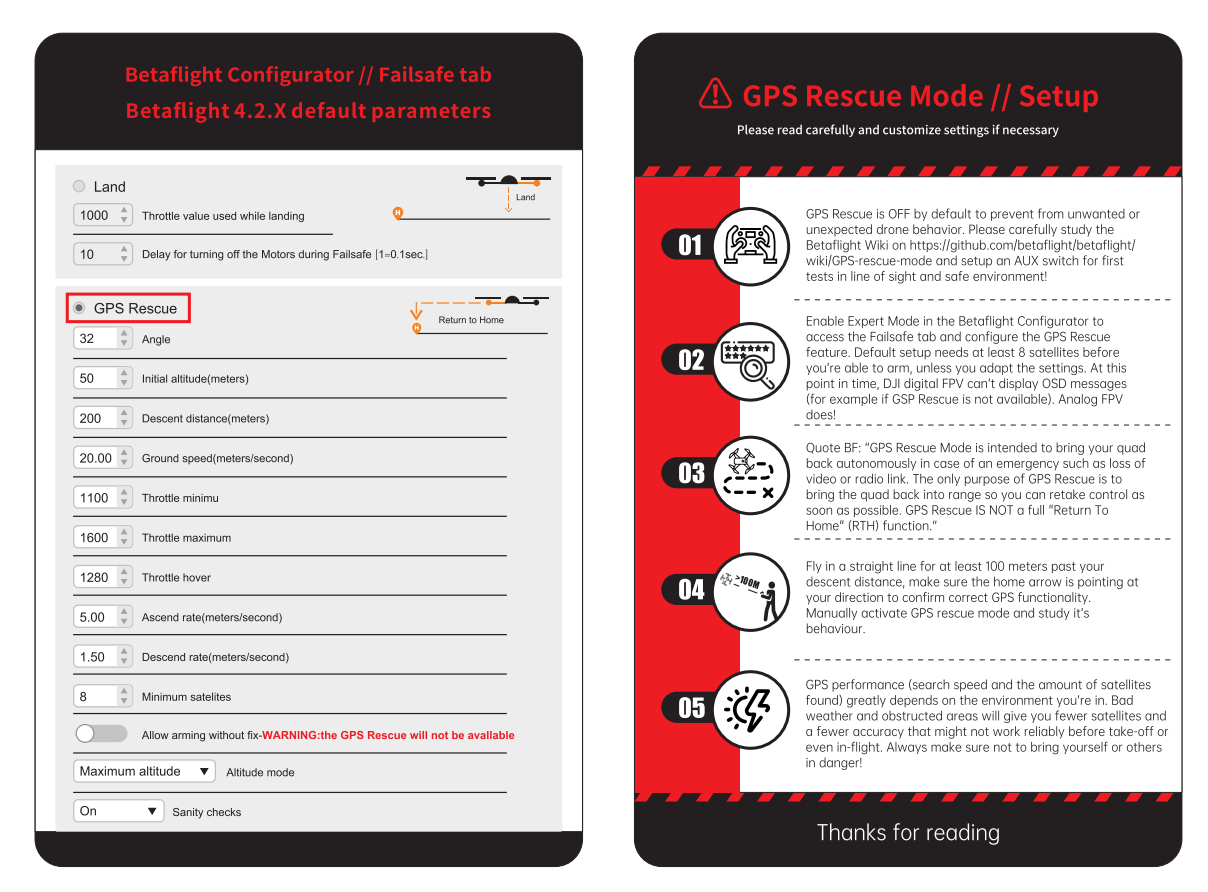 Betaflight Configurator // Failsafe tab
Betaflight 4.2.X default parameters
Land
Land
1000 Throttle value used while landing
H
10 Delay for turning off the Motors during Failsafe [1=0.1sec.]
GPS Rescue
Return to Home
H
32 Angle
50 Initial altitude(meters)
200 Descent distance(meters)
20.00 Ground speed(meters/second)
1100 Throttle minimu
1600 Throttle maximum
1280 Throttle hover
5.00 Ascend rate(meters/second)
1.50 Descend rate(meters/second)
8 Minimum satelites
Allow arming without fix-WARNING:the GPS Rescue will not be available
Maximum altitude Altitude mode
On Sanity checks
GPS Rescue Mode // Setup
Please read carefully and customize settings if necessary
01
GPS Rescue is OFF by default to prevent from unwanted or
unexpected drone behavior. Please carefully study the
Betaflight Wiki on https://github.com/betaflight/betaflight/
wiki/GPS-rescue-mode and setup an AUX switch for first
tests in line of sight and safe environment!
02
Enable Expert Mode in the Betaflight Configurator to
access the Failsafe tab and configure the GPS Rescue
feature. Default setup needs at least 8 satellites before
you're able to arm, unless you adapt the settings. At this
point in time, DJI digital FPV can't display OSD messages
(for example if GSP Rescue is not available). Analog FPV
does!
03
Quote BF: "GPS Rescue Mode is intended to bring your quad
back autonomously in case of an emergency such as loss of
video or radio link. The only purpose of GPS Rescue is to
bring the quad back into range so you can retake control as
soon as possible. GPS Rescue IS NOT a full "Return To
Home" (RTH) function."
04
>100M
Fly in a straight line for at least 100 meters past your
descent distance, make sure the home arrow is pointing at
your direction to confirm correct GPS functionality.
Manually activate GPS rescue mode and study it's
behaviour.
05
GPS performance (search speed and the amount of satellites
found) greatly depends on the environment you're in. Bad
weather and obstructed areas will give you fewer satellites and
a fewer accuracy that might not work reliably before take-off or
even in-flight. Always make sure not to bring yourself or others
in danger!
Thanks for reading